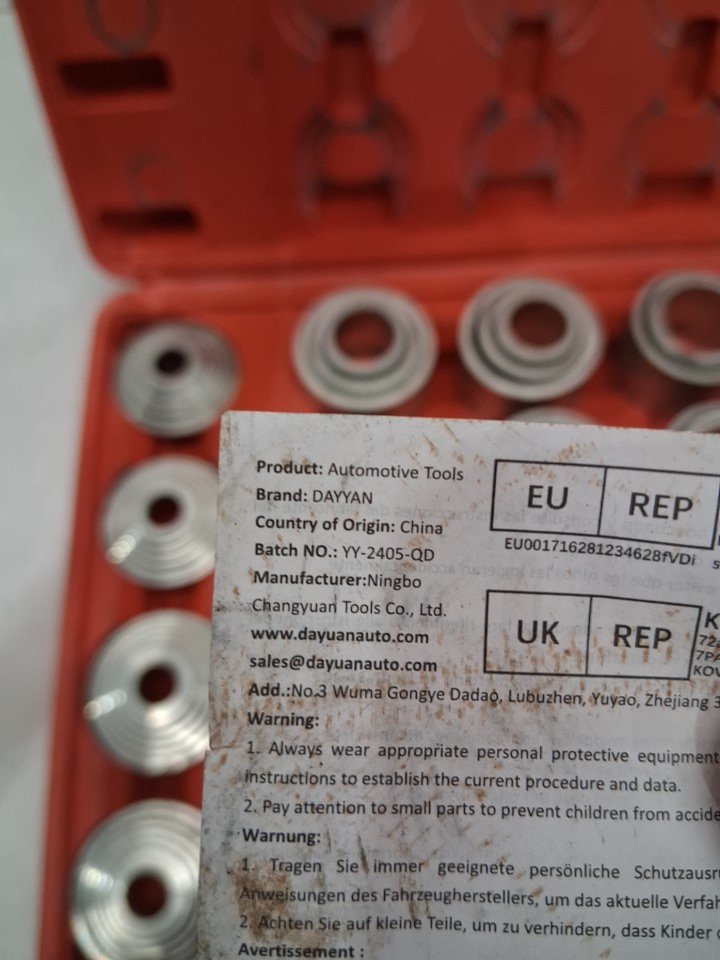 Product: Automotive Tools
Brand: DAYYAN
Country of Origin: China
Batch NO.: YY-2405-QD
Manufacturer:Ningbo
Changyuan Tools Co., Ltd.
www.dayuanauto.com
sales@dayuanauto.com
EU REP
EU001716281234628fVDi
UK REP
Add.:No.3 Wuma Gongye Dadao, Lubuzhen, Yuyao, Zhejiang 3
Warning:
1. Always wear appropriate personal protective equipment
instructions to establish the current procedure and data.
2. Pay attention to small parts to prevent children from accide
Warnung:
1. Tragen Sie immer geeignete persönliche Schutzausr
Anweisungen des Fahrzeugherstellers, um das aktuelle Verfah
2. Achten Sie auf kleine Teile, um zu verhindern, dass Kinder
Avertissement :